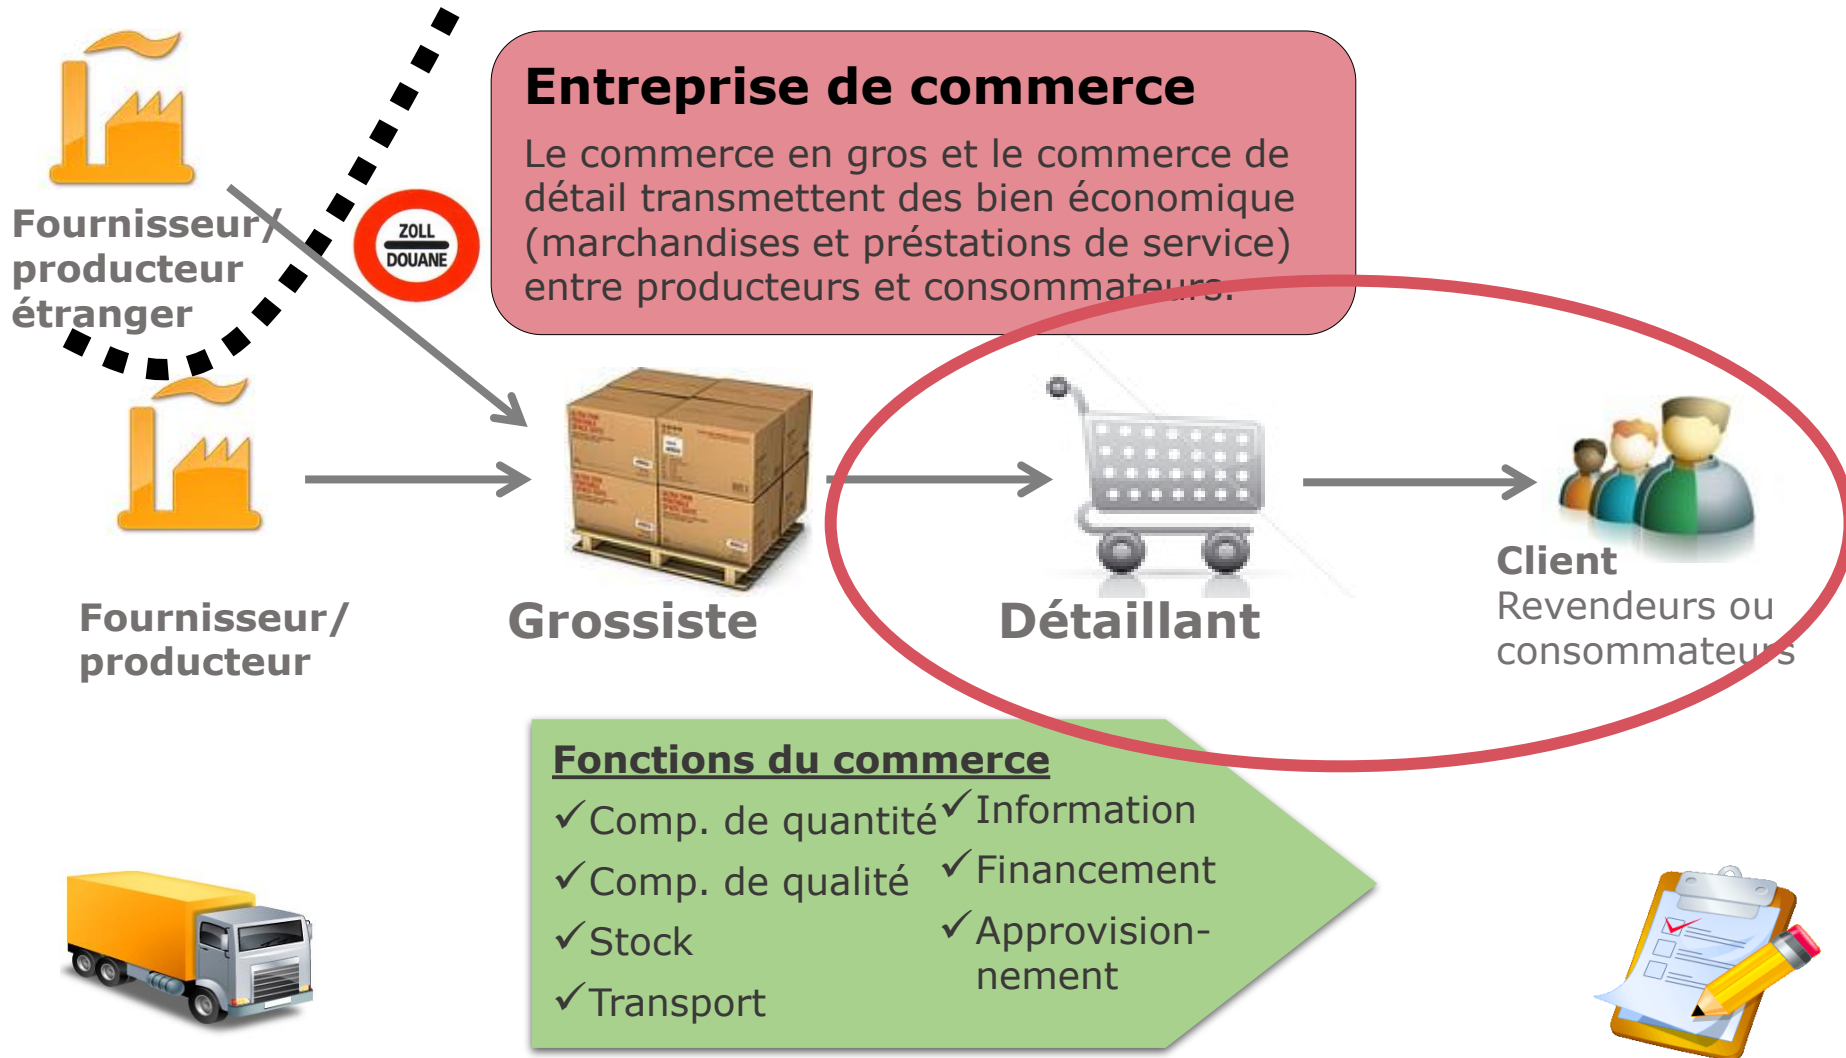 Entreprise de commerce
Le commerce en gros et le commerce de
détail transmettent des bien économique
(marchandises et préstations de service)
entre producteurs et consommateurs.
Fournisseur/
producteur
étranger
ZOLL
DOUANE
Fournisseur/
producteur
Grossiste
Détaillant
Client
Revendeurs ou
consommateurs
Fonctions du commerce
✓Comp. de quantité
✓Comp. de qualité
✓Stock
✓Transport
✓Information
✓Financement
✓Approvision-
nement